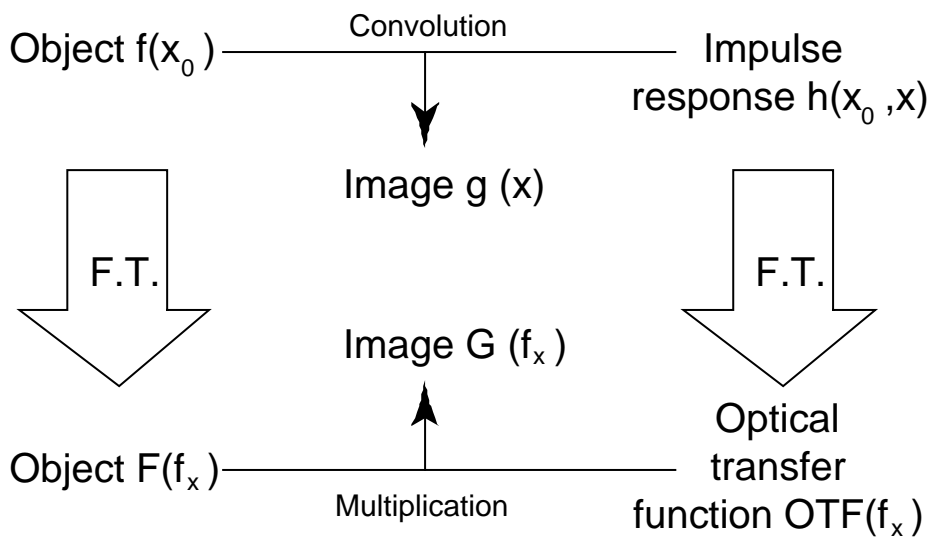 Convolution
Object f(x₀ )
Impulse
response h(x₀ ,x)
Image g (x)
F.T.
F.T.
Image G (fₓ )
Object F(fₓ )
Multiplication
Optical
transfer
function OTF(fₓ )